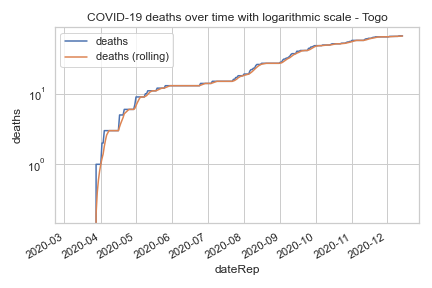 COVID-19 deaths over time with logarithmic scale - Togo
deaths
deaths (rolling)
deaths
10¹
10⁰
2020-03
2020-04
2020-05
2020-06
2020-07
2020-08
2020-09
2020-10
2020-11
2020-12
dateRep